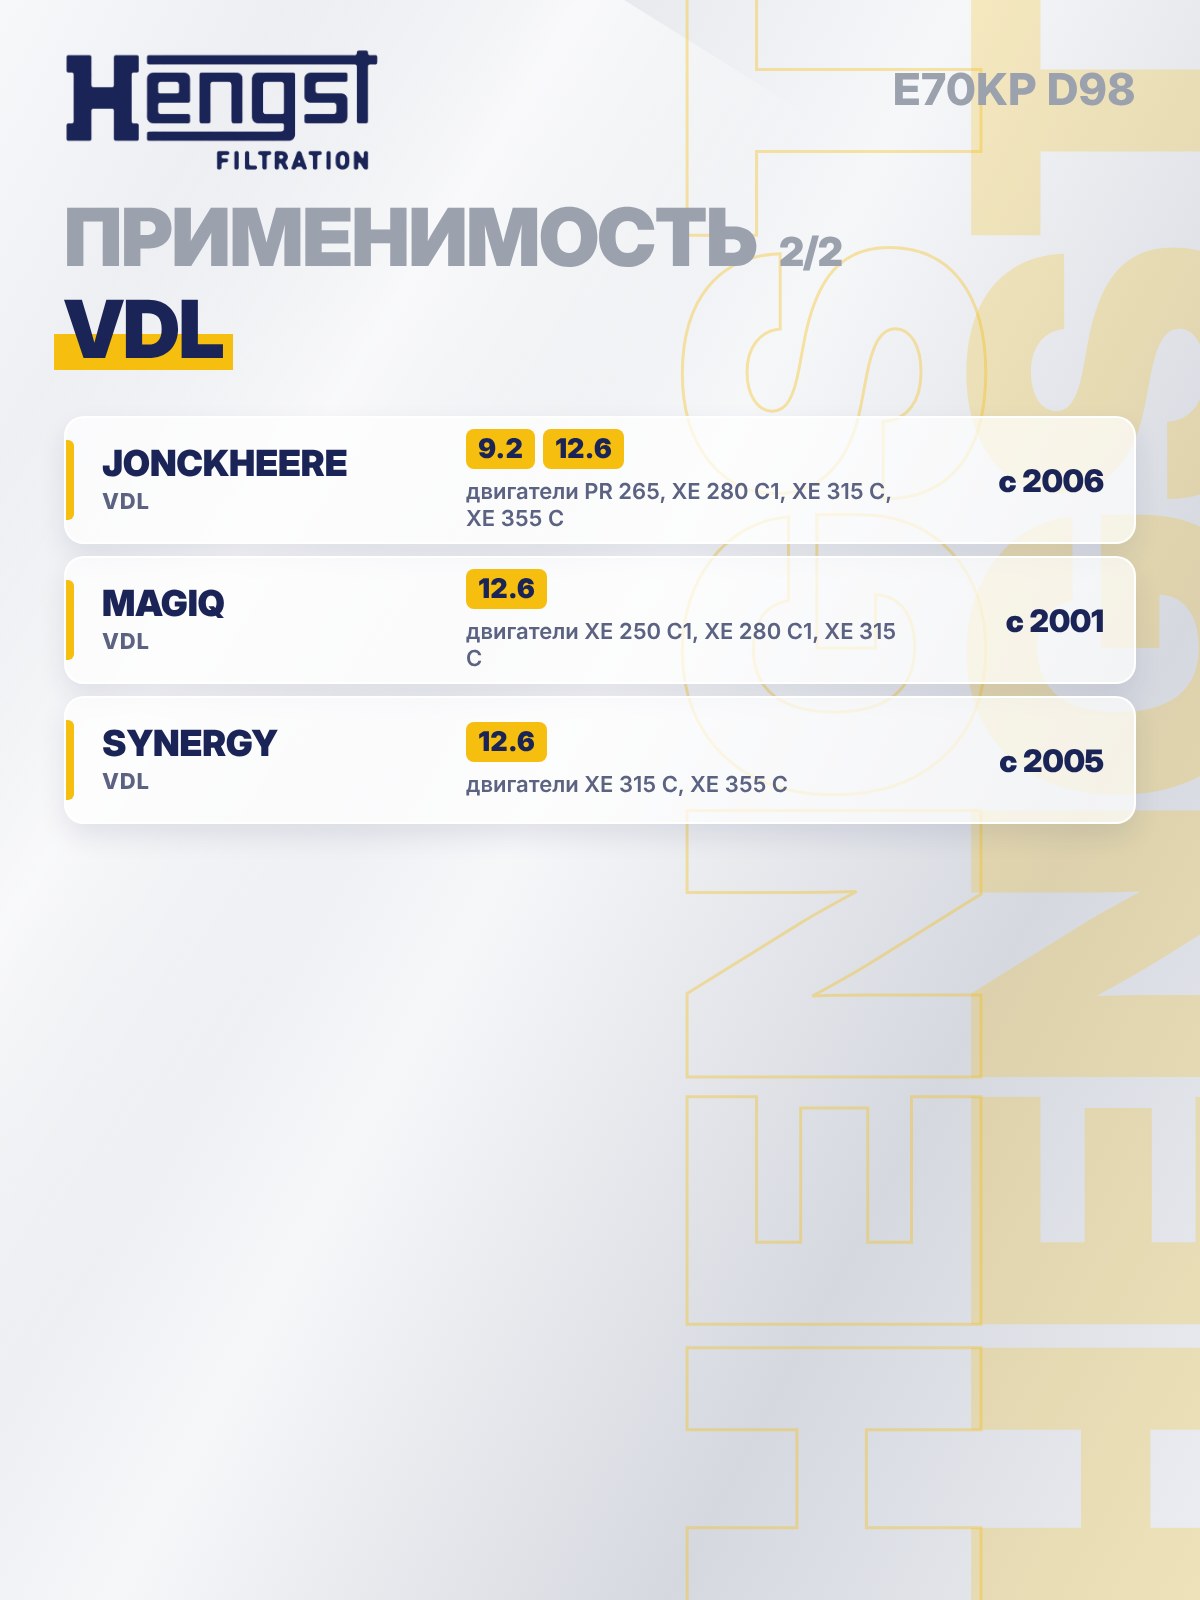 Hengst
FILTRATION
E70KP D98
ПРИМЕНИМОСТЬ 2/2
VDL
JONCKHEERE
VDL
9.2 12.6
двигатели PR 265, XE 280 C1, XE 315 C,
XE 355 C
с 2006
MAGIQ
VDL
12.6
двигатели XE 250 C1, XE 280 C1, XE 315
C
с 2001
SYNERGY
VDL
12.6
двигатели XE 315 C, XE 355 C
с 2005
HENGST
HENGST